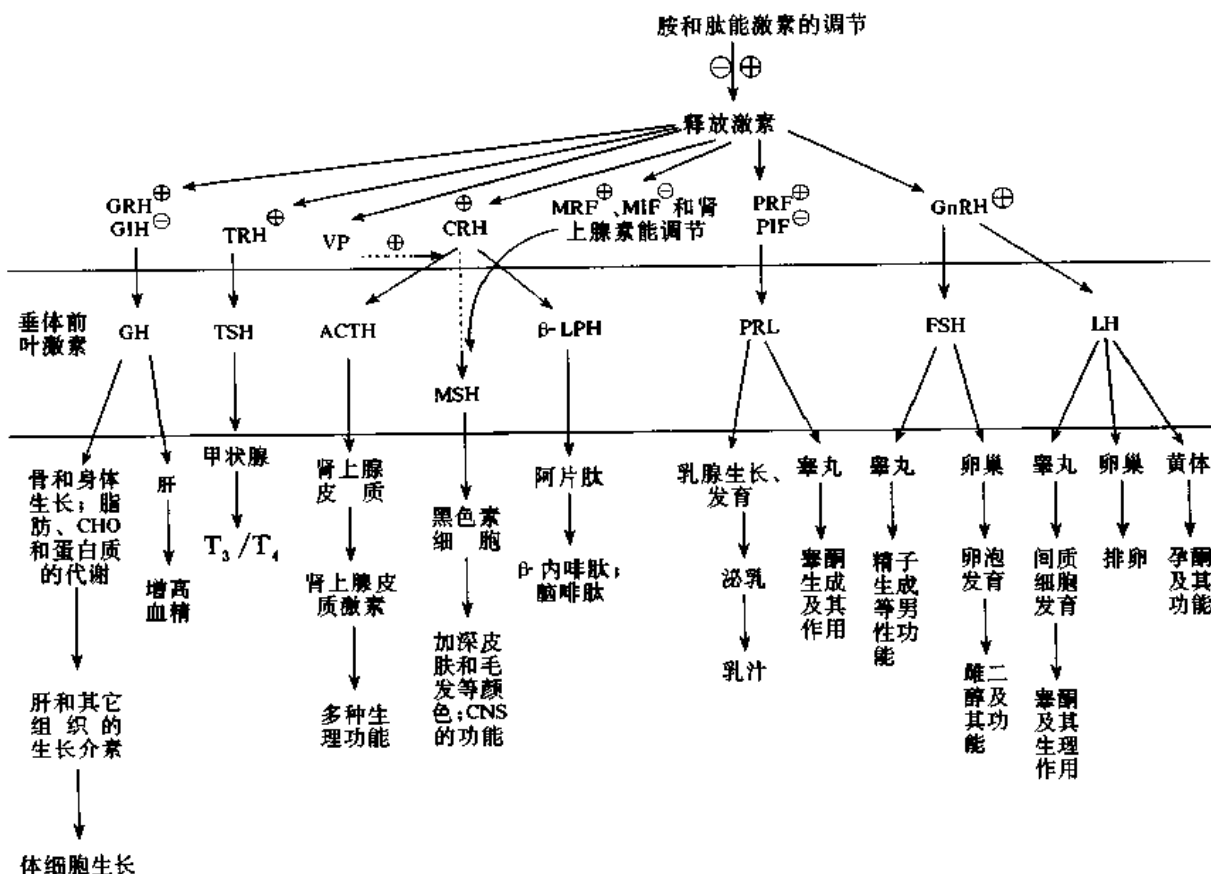 胺和肽能激素的调节
⊖ ⊕
释放激素
GRH⊕
GIH⊖
TRH⊕
VP
⊕
⊕
CRH
MRF⊕、MIF⊖和肾
上腺素能调节
PRF⊕
PIF⊖
GnRH⊕
垂体前
叶激素
GH
TSH
ACTH
MSH
β-LPH
PRL
FSH
LH
骨和身体
生长；脂
肪、CHO
和蛋白质
的代谢
肝和其它
组织的
生长介素
体细胞生长
肝
增高
血精
甲状腺
T₃/T₄
肾上腺
皮质
肾上腺皮
质激素
多种生
理功能
黑色素
细胞
加深皮
肤和毛
发等颜
色；CNS
的功能
阿片肽
β-内啡肽；
脑啡肽
乳腺生长、
发育
泌乳
乳汁
睾丸
睾酮
生成
及其
作用
睾丸
精子
生成
等男
性功
能
卵巢
卵泡
发育
雌二
醇及
其功
能
睾丸
间质
细胞
发育
睾酮
及其
生理
作用
卵巢
排卵
黄体
孕酮
及其
功能